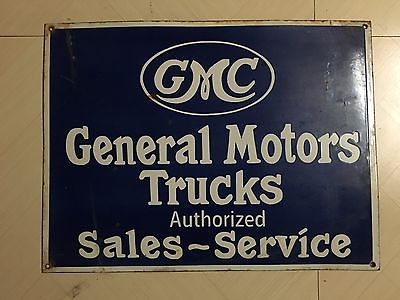 GMC
General Motors
Trucks
Authorized
Sales~Service